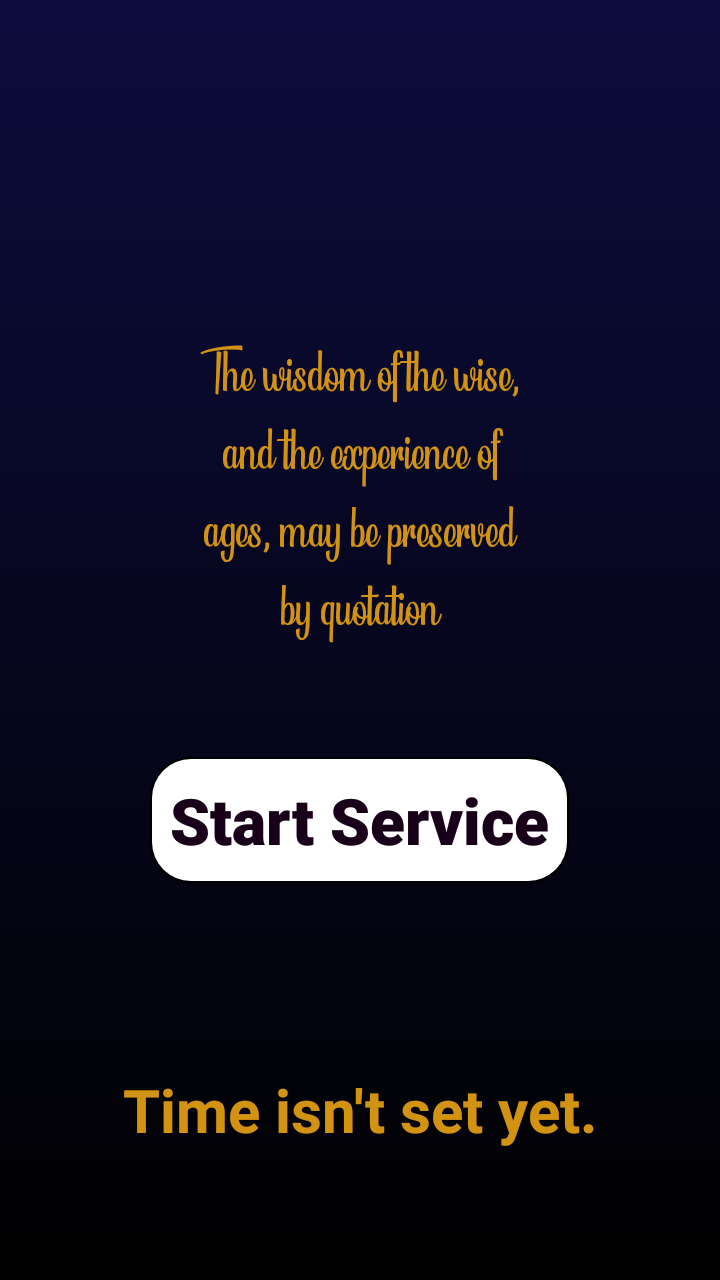 The wisdom of the wise,
and the experience of
ages, may be preserved
by quotation
Start Service
Time isn't set yet.